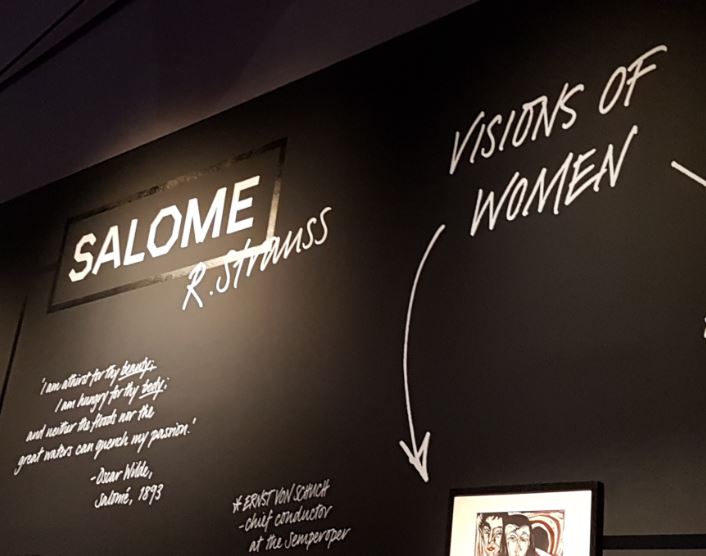 SALOME
R. Strauss
'I am athirst for thy beauty;
I am hungry for thy body;
and neither the floods nor the
great waters can quench my passion.'
-Oscar Wilde,
Salomé, 1893
*ERNST VON SCHUCH
-chief conductor
at the Semperoper
VISIONS OF
WOMEN